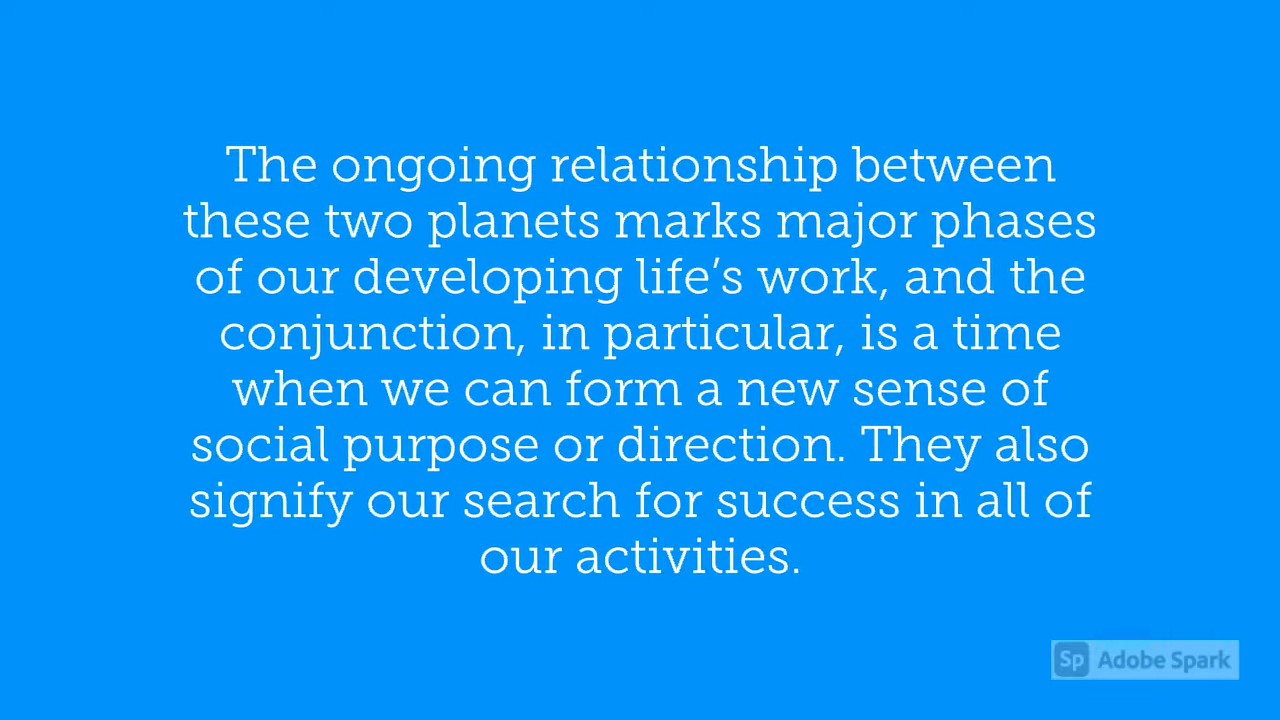 The ongoing relationship between
these two planets marks major phases
of our developing life’s work, and the
conjunction, in particular, is a time
when we can form a new sense of
social purpose or direction. They also
signify our search for success in all of
our activities.
Sp Adobe Spark